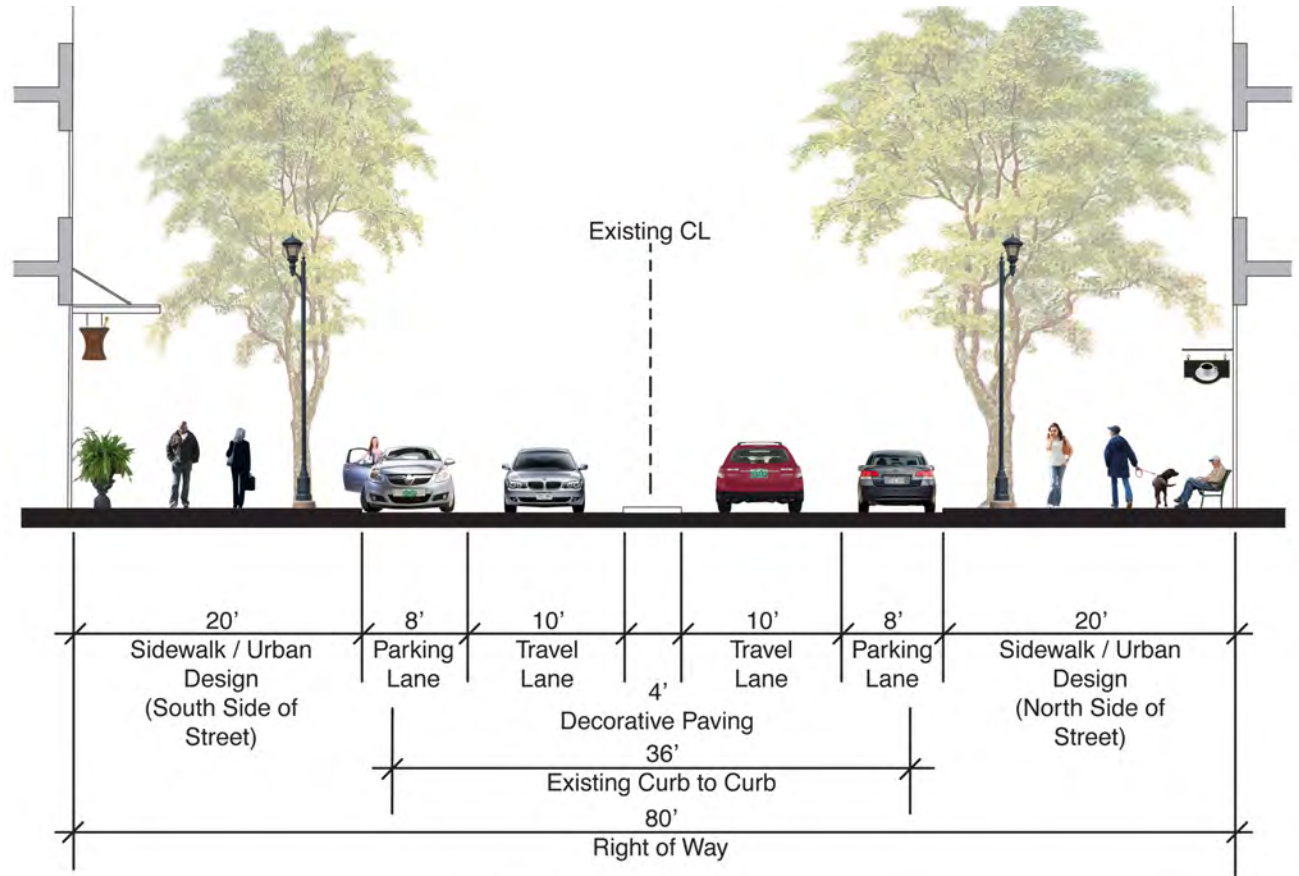 Existing CL
20’
8’
10’
10’
8’
20’
Sidewalk / Urban
Design
(South Side of
Street)
Parking
Lane
Travel
Lane
4’
Decorative Paving
Travel
Lane
Parking
Lane
Sidewalk / Urban
Design
(North Side of
Street)
36’
Existing Curb to Curb
80’
Right of Way